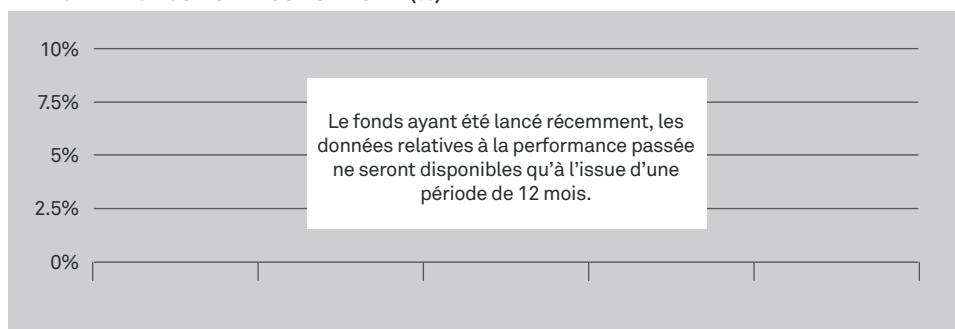 10%
7.5%
5%
2.5%
0%
Le fonds ayant été lancé récemment, les
données relatives à la performance passée
ne seront disponibles qu’à l’issue d’une
période de 12 mois.